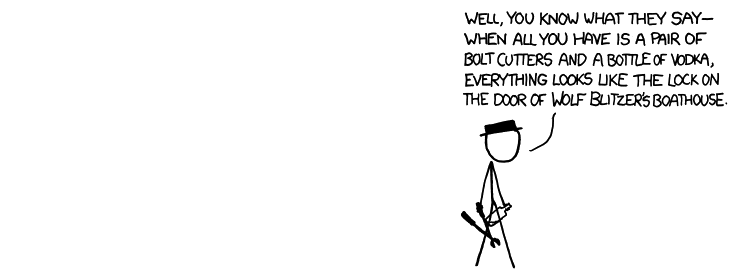 WELL, YOU KNOW WHAT THEY SAY—
WHEN ALL YOU HAVE IS A PAIR OF
BOLT CUTTERS AND A BOTTLE OF VODKA,
EVERYTHING LOOKS LIKE THE LOCK ON
THE DOOR OF WOLF BLITZER'S BOATHOUSE.